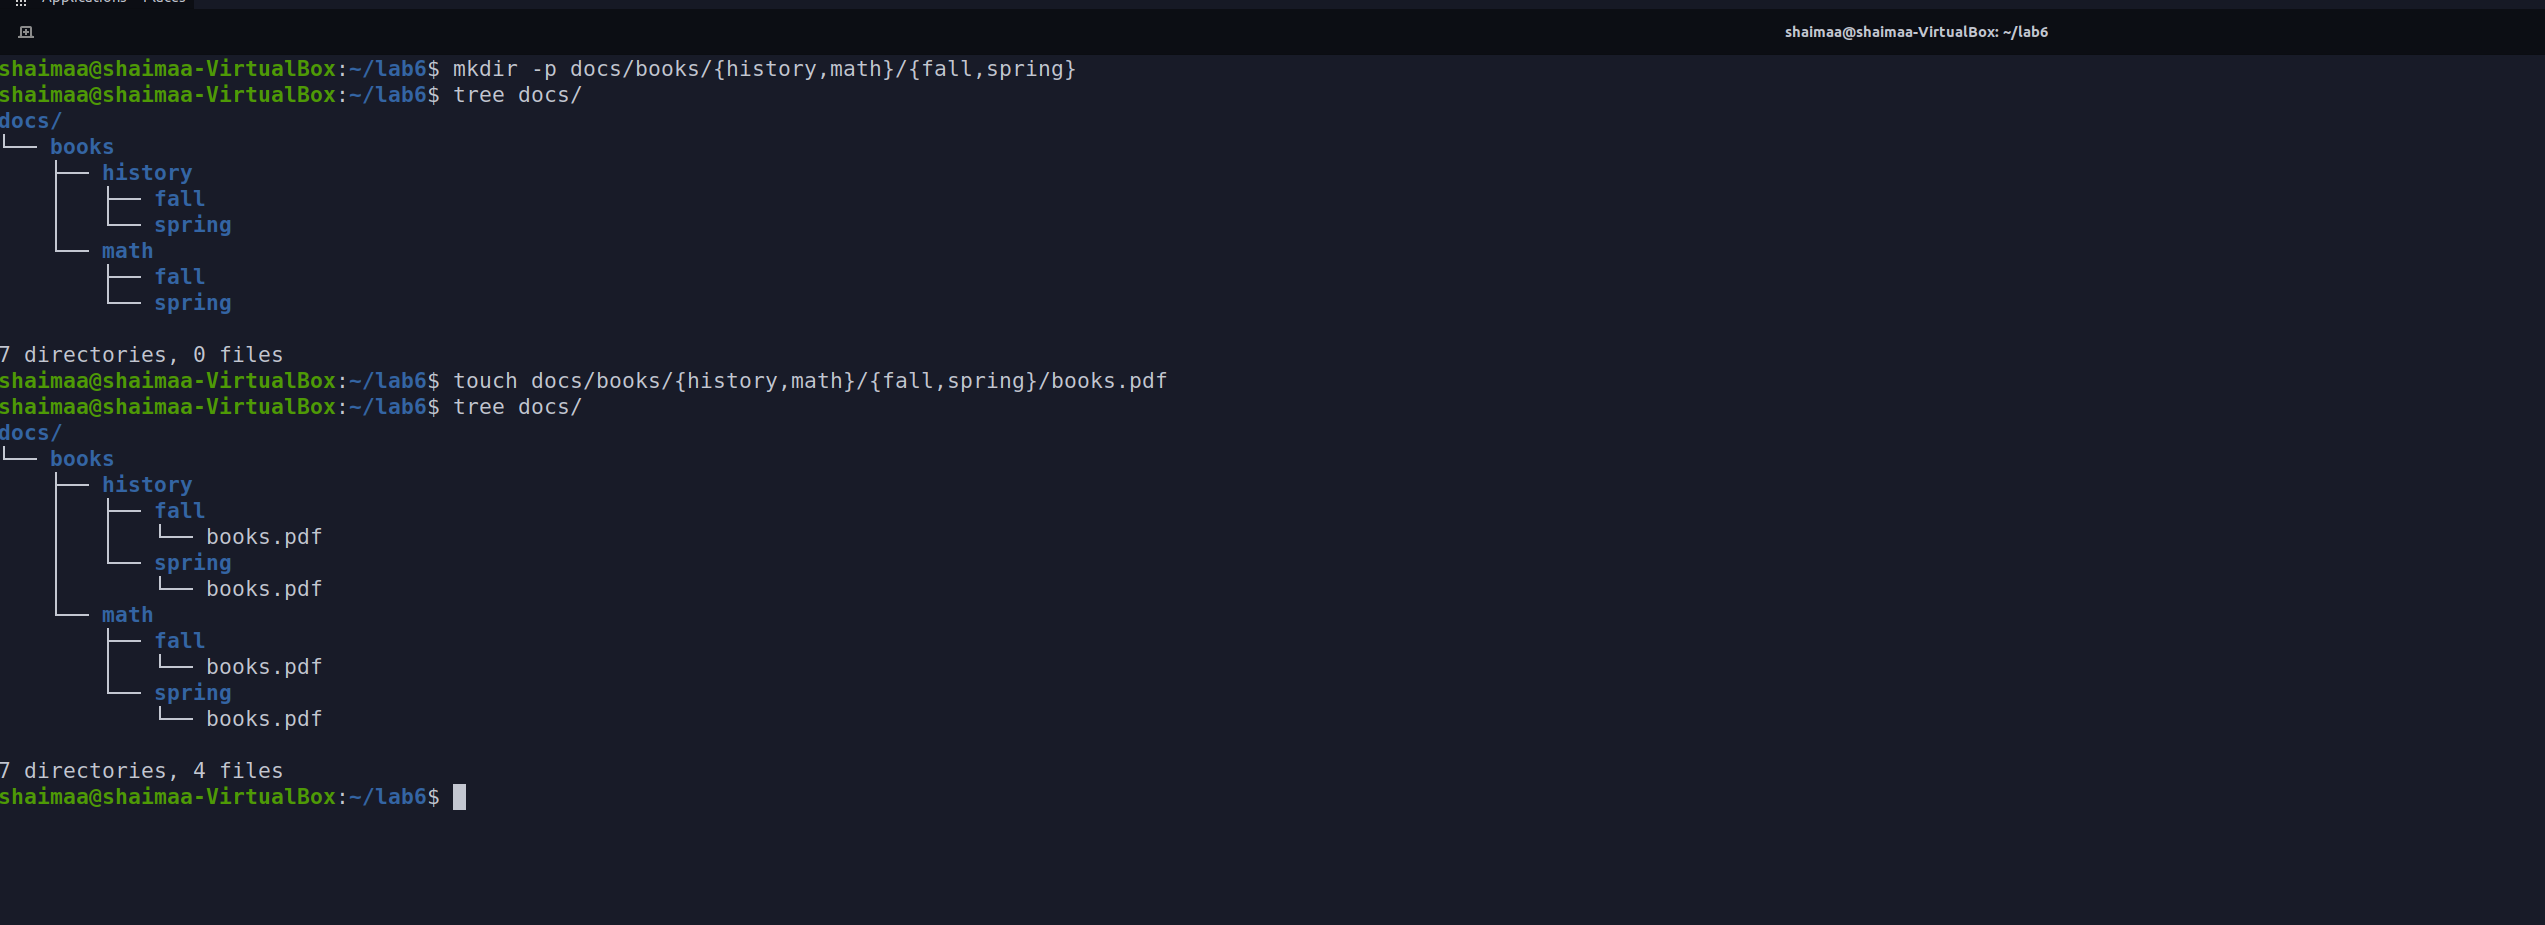 Applications Places
shaimaa@shaimaa-VirtualBox: ~/lab6
shaimaa@shaimaa-VirtualBox:~/lab6$ mkdir -p docs/books/{history,math}/{fall,spring}
shaimaa@shaimaa-VirtualBox:~/lab6$ tree docs/
docs/
└── books
    ├── history
    │   ├── fall
    │   └── spring
    └── math
        ├── fall
        └── spring

7 directories, 0 files
shaimaa@shaimaa-VirtualBox:~/lab6$ touch docs/books/{history,math}/{fall,spring}/books.pdf
shaimaa@shaimaa-VirtualBox:~/lab6$ tree docs/
docs/
└── books
    ├── history
    │   ├── fall
    │   │   └── books.pdf
    │   └── spring
    │       └── books.pdf
    └── math
        ├── fall
        │   └── books.pdf
        └── spring
            └── books.pdf

7 directories, 4 files
shaimaa@shaimaa-VirtualBox:~/lab6$